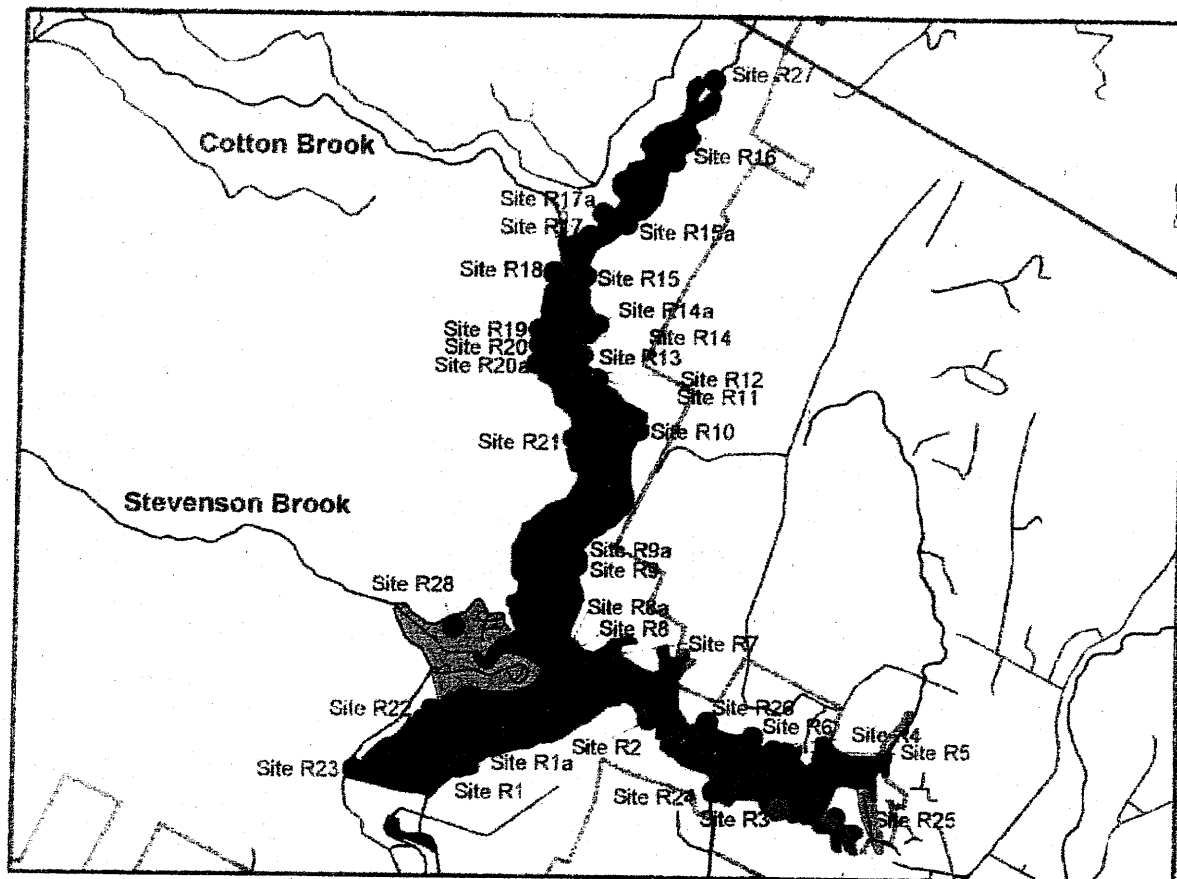 Site R27
Cotton Brook
Site R16
Site R17a
Site R17
Site R15a
Site R18
Site R15
Site R14a
Site R19
Site R14
Site R20
Site R13
Site R20a
Site R12
Site R11
Site R10
Site R21
Stevenson Brook
Site R9a
Site R9
Site R28
Site R8a
Site R8
Site R7
Site R22
Site R26
Site R6
Site R4
Site R2
Site R5
Site R23
Site R1a
Site R1
Site R24
Site R3
Site R25